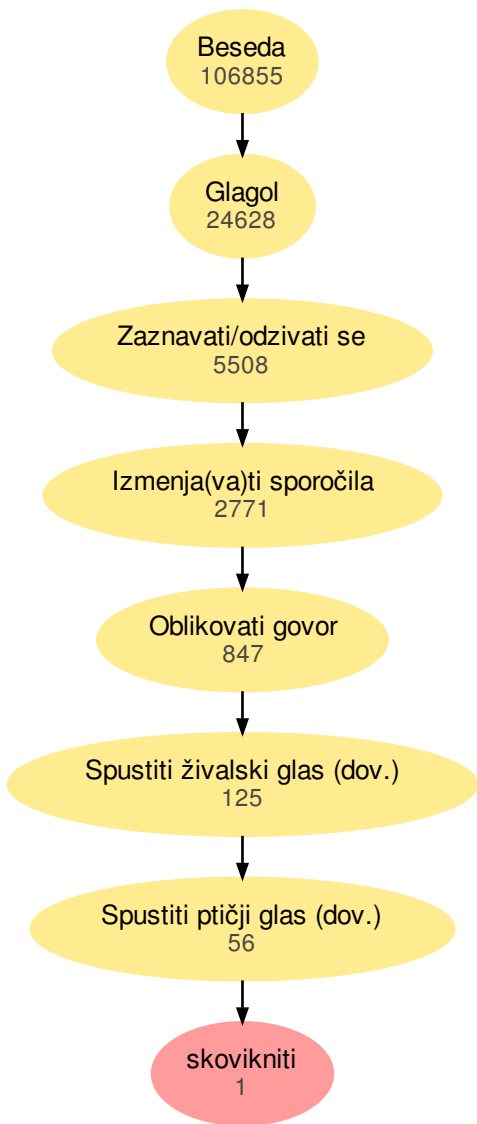 Beseda
106855
Glagol
24628
Zaznavati/odzivati se
5508
Izmenja(va)ti sporočila
2771
Oblikovati govor
847
Spustiti živalski glas (dov.)
125
Spustiti ptičji glas (dov.)
56
skovikniti
1